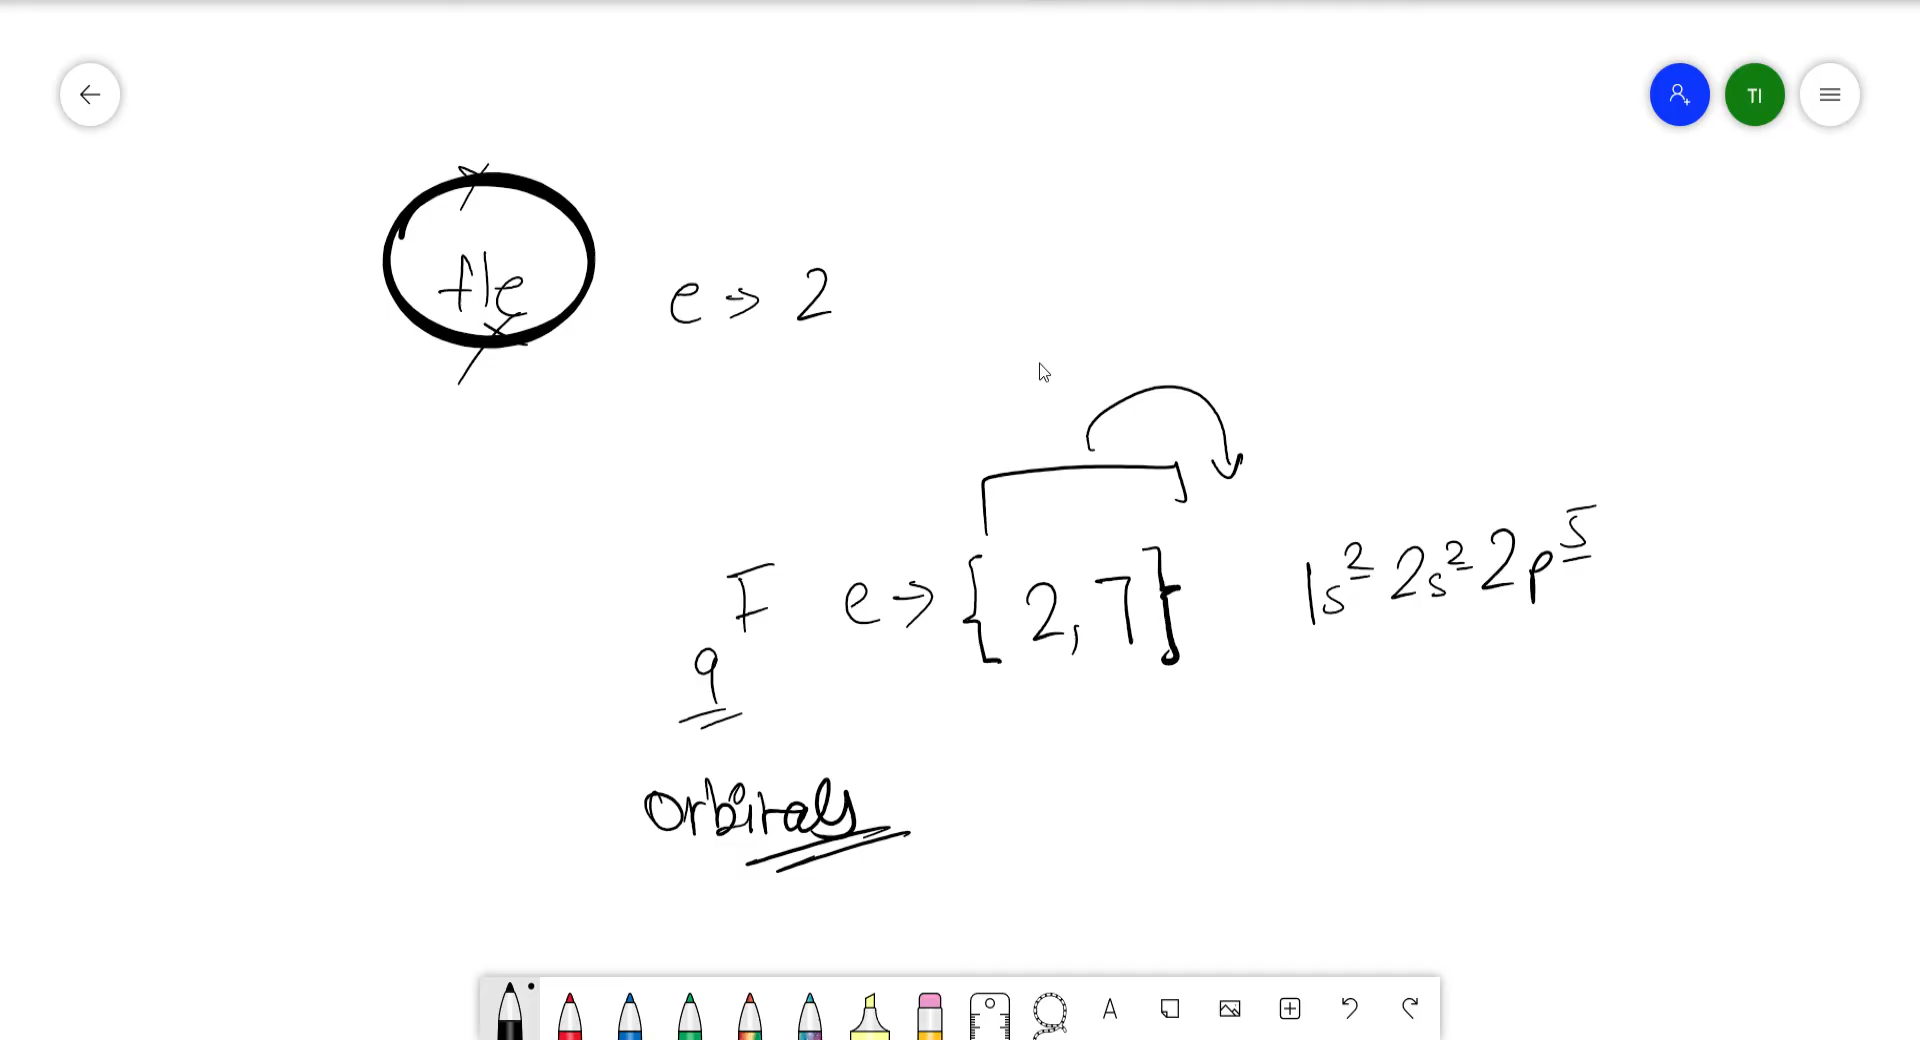 TI
He e → 2
F e → {2,7} 1s² 2s² 2p⁵
9
Orbitals
A